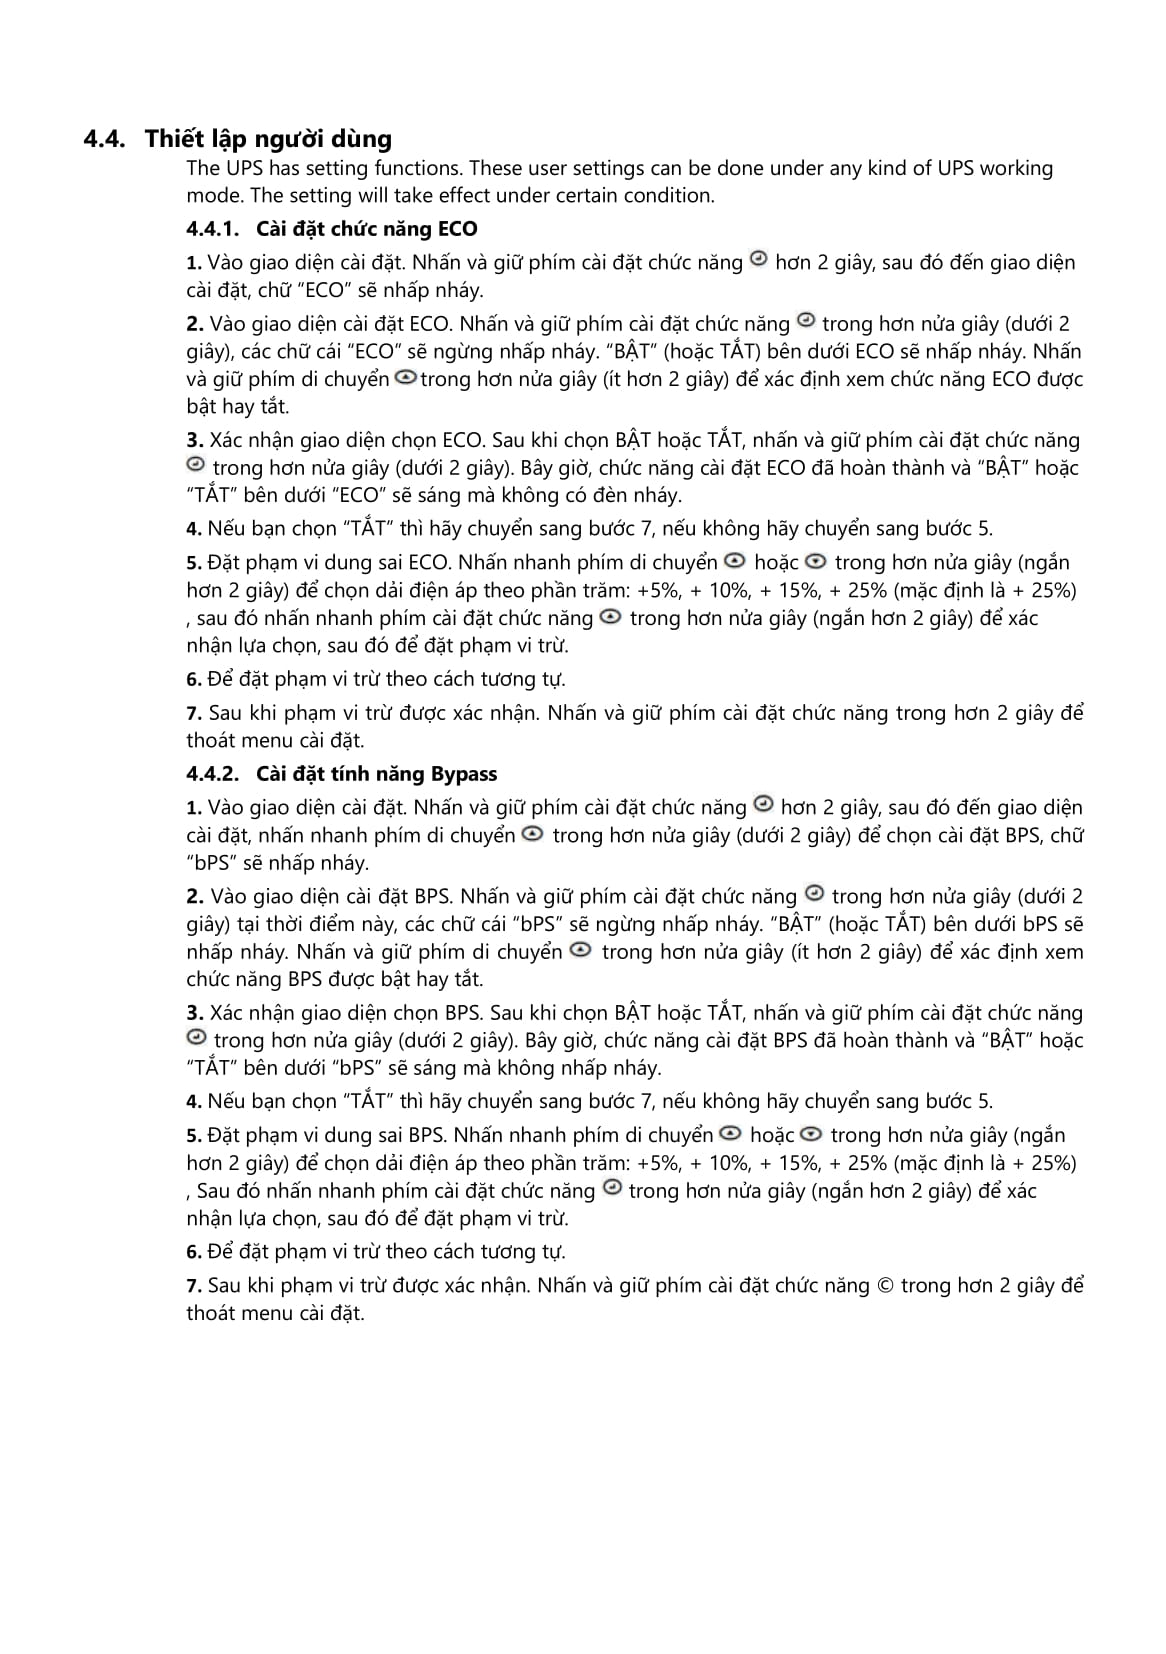 4.4. Thiết lập người dùng
The UPS has setting functions. These user settings can be done under any kind of UPS working
mode. The setting will take effect under certain condition.
4.4.1. Cài đặt chức năng ECO
1. Vào giao diện cài đặt. Nhấn và giữ phím cài đặt chức năng hơn 2 giây, sau đó đến giao diện
cài đặt, chữ “ECO” sẽ nhấp nháy.
2. Vào giao diện cài đặt ECO. Nhấn và giữ phím cài đặt chức năng trong hơn nửa giây (dưới 2
giây), các chữ cái “ECO” sẽ ngừng nhấp nháy. “BẬT” (hoặc TẮT) bên dưới ECO sẽ nhấp nháy. Nhấn
và giữ phím di chuyển trong hơn nửa giây (ít hơn 2 giây) để xác định xem chức năng ECO được
bật hay tắt.
3. Xác nhận giao diện chọn ECO. Sau khi chọn BẬT hoặc TẮT, nhấn và giữ phím cài đặt chức năng
trong hơn nửa giây (dưới 2 giây). Bây giờ, chức năng cài đặt ECO đã hoàn thành và “BẬT” hoặc
“TẮT” bên dưới “ECO” sẽ sáng mà không có đèn nháy.
4. Nếu bạn chọn “TẮT” thì hãy chuyển sang bước 7, nếu không hãy chuyển sang bước 5.
5. Đặt phạm vi dung sai ECO. Nhấn nhanh phím di chuyển hoặc trong hơn nửa giây (ngắn
hơn 2 giây) để chọn dải điện áp theo phần trăm: +5%, + 10%, + 15%, + 25% (mặc định là + 25%)
, sau đó nhấn nhanh phím cài đặt chức năng trong hơn nửa giây (ngắn hơn 2 giây) để xác
nhận lựa chọn, sau đó để đặt phạm vi trừ.
6. Để đặt phạm vi trừ theo cách tương tự.
7. Sau khi phạm vi trừ được xác nhận. Nhấn và giữ phím cài đặt chức năng trong hơn 2 giây để
thoát menu cài đặt.
4.4.2. Cài đặt tính năng Bypass
1. Vào giao diện cài đặt. Nhấn và giữ phím cài đặt chức năng hơn 2 giây, sau đó đến giao diện
cài đặt, nhấn nhanh phím di chuyển trong hơn nửa giây (dưới 2 giây) để chọn cài đặt BPS, chữ
“bPS” sẽ nhấp nháy.
2. Vào giao diện cài đặt BPS. Nhấn và giữ phím cài đặt chức năng trong hơn nửa giây (dưới 2
giây) tại thời điểm này, các chữ cái “bPS” sẽ ngừng nhấp nháy. “BẬT” (hoặc TẮT) bên dưới bPS sẽ
nhấp nháy. Nhấn và giữ phím di chuyển trong hơn nửa giây (ít hơn 2 giây) để xác định xem
chức năng BPS được bật hay tắt.
3. Xác nhận giao diện chọn BPS. Sau khi chọn BẬT hoặc TẮT, nhấn và giữ phím cài đặt chức năng
trong hơn nửa giây (dưới 2 giây). Bây giờ, chức năng cài đặt BPS đã hoàn thành và “BẬT” hoặc
“TẮT” bên dưới “bPS” sẽ sáng mà không nhấp nháy.
4. Nếu bạn chọn “TẮT” thì hãy chuyển sang bước 7, nếu không hãy chuyển sang bước 5.
5. Đặt phạm vi dung sai BPS. Nhấn nhanh phím di chuyển hoặc trong hơn nửa giây (ngắn
hơn 2 giây) để chọn dải điện áp theo phần trăm: +5%, + 10%, + 15%, + 25% (mặc định là + 25%)
, Sau đó nhấn nhanh phím cài đặt chức năng trong hơn nửa giây (ngắn hơn 2 giây) để xác
nhận lựa chọn, sau đó để đặt phạm vi trừ.
6. Để đặt phạm vi trừ theo cách tương tự.
7. Sau khi phạm vi trừ được xác nhận. Nhấn và giữ phím cài đặt chức năng © trong hơn 2 giây để
thoát menu cài đặt.